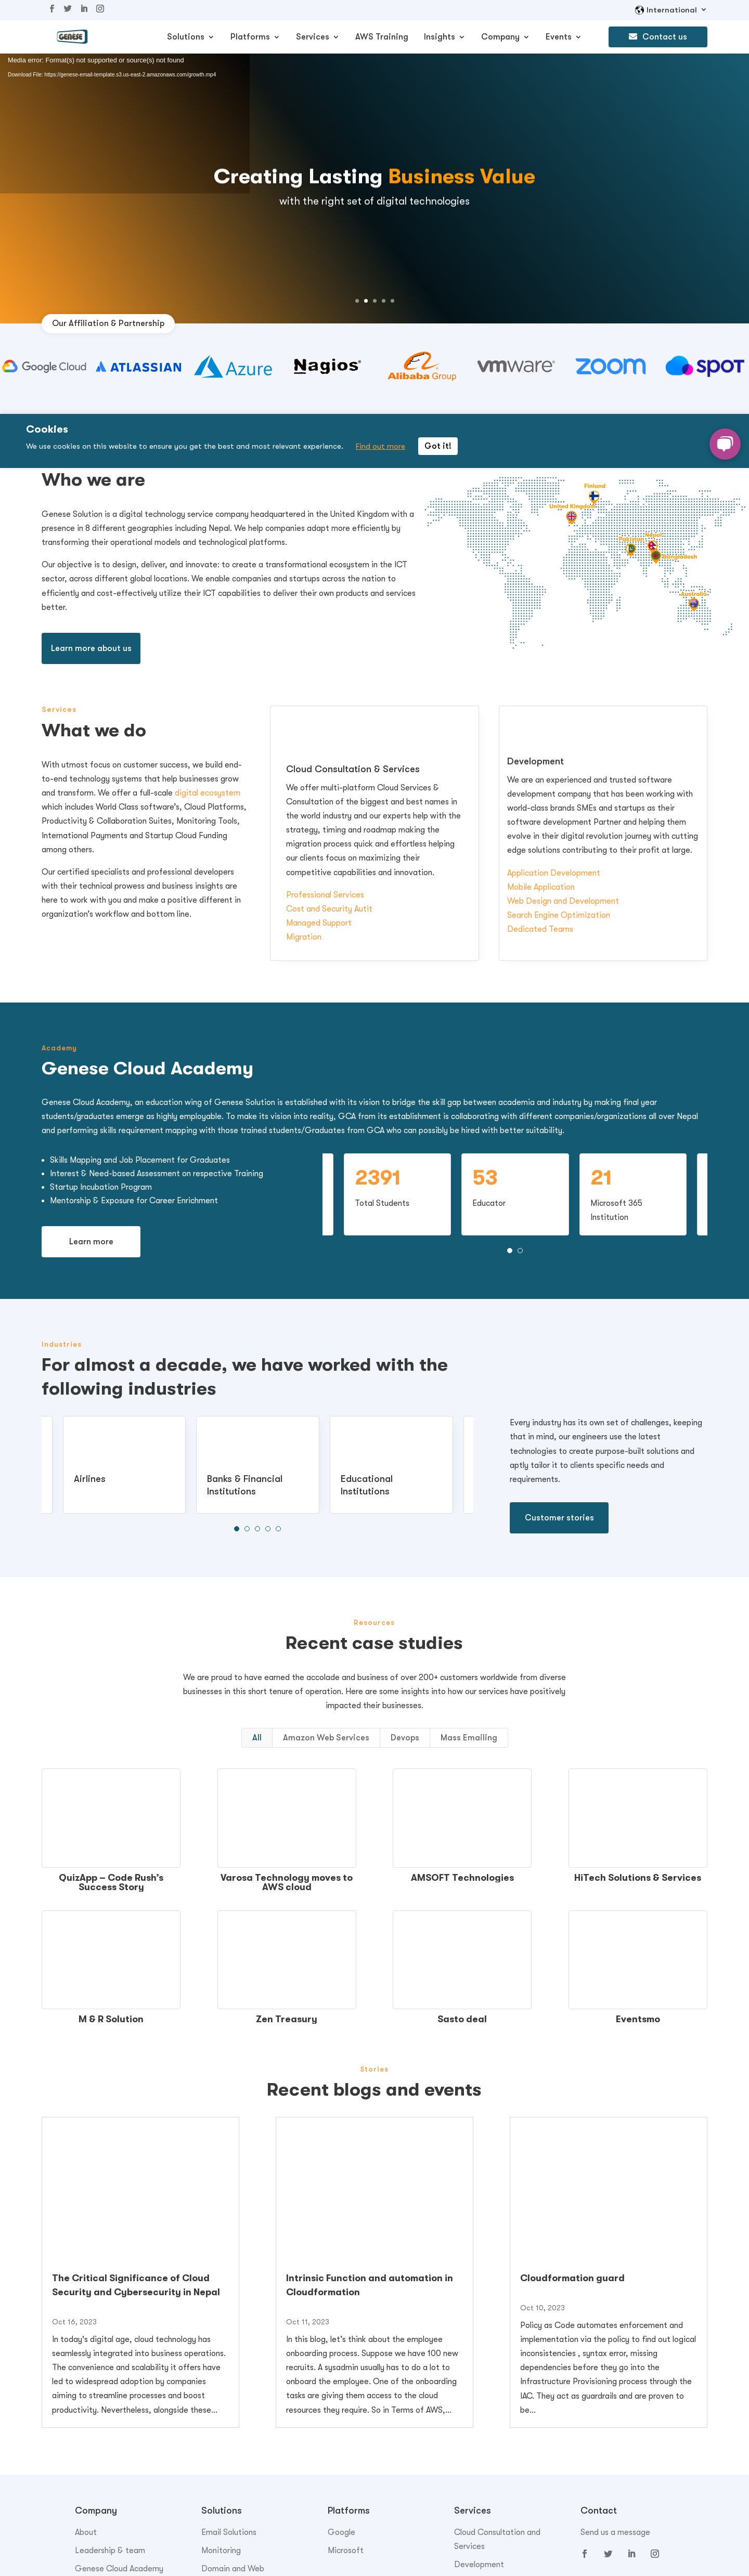 International
GENESE
Solutions
Platforms
Services
AWS Training
Insights
Company
Events
Contact us
Media error: Format(s) not supported or source(s) not found
Download File: https://genese-email-template.s3.us-east-2.amazonaws.com/growth.mp4
Creating Lasting Business Value
with the right set of digital technologies
Our Affiliation & Partnership
Google Cloud
ATLASSIAN
Azure
Nagios®
Alibaba Group
vmware®
zoom
spot
Cookies
We use cookies on this website to ensure you get the best and most relevant experience. Find out more Got it!
Who we are
Genese Solution is a digital technology service company headquartered in the United Kingdom with a
presence in 8 different geographies including Nepal. We help companies adapt more efficiently by
transforming their operational models and technological platforms.
Our objective is to design, deliver, and implement a transformational ecosystem within the ICT
sector, across different global locations. We enable companies and startups across the nation to
efficiently and cost-effectively utilize their ICT capabilities to deliver their own products and services
better.
Learn more about us
Finland
United Kingdom
Pakistan
Nepal
Bangladesh
Australia
Services
What we do
With utmost focus on customer success, we build end-
to-end technology systems that help businesses grow
and transform. We offer a full-scale digital ecosystem
which includes World Class software's, Cloud Platforms,
Productivity & Collaboration Suites, Monitoring Tools,
International Payments and Startup Cloud Funding
among others.
Our certified specialists and professional developers
with their technical prowess and business insights are
here to work with you and make a positive different in
organization's workflow and bottom line.
Cloud Consultation & Services
We offer multi-platform Cloud Services &
Consultation of the biggest and best names in
the world industry and our experts help with the
strategy, timing and roadmap making the
migration process quick and effortless helping
our clients focus on maximizing their
competitive capabilities and innovation.
Professional Services
Cost and Security Autit
Managed Support
Migration
Development
We are an experienced and trusted software
development company that has been working with
world-class brands SMEs and startups as their
software development Partner and helping them
evolve in their digital revolution journey with cutting
edge solutions contributing to their profit at large.
Application Development
Mobile Application
Web Design and Development
Search Engine Optimization
Dedicated Teams
Academy
Genese Cloud Academy
Genese Cloud Academy, an education wing of Genese Solution is established with its vision to bridge the skill gap between academia and industry by making final year
students/graduates emerge as highly employable. To make its vision into reality, GCA from its establishment is collaborating with different companies/organizations all over Nepal
and performing skills requirement mapping with those trained students/Graduates from GCA who can possibly be hired with better suitability.
Skills Mapping and Job Placement for Graduates
Interest & Need-based Assessment on respective Training
Startup Incubation Program
Mentorship & Exposure for Career Enrichment
Learn more
2391
Total Students
53
Educator
21
Microsoft 365
Institution
Industries
For almost a decade, we have worked with the
following industries
Airlines
Banks & Financial
Institutions
Educational
Institutions
Every industry has its own set of challenges, keeping
that in mind, our engineers use the latest
technologies to create purpose-built solutions and
aptly tailor it to clients specific needs and
requirements.
Customer stories
Resources
Recent case studies
We are proud to have earned the accolade and business of over 200+ customers worldwide from diverse
businesses in this short tenure of operation. Here are some insights into how our services have positively
impacted their businesses.
All
Amazon Web Services
Devops
Mass Emailing
QuizApp – Code Rush's
Success Story
Varosa Technology moves to
AWS cloud
AMSOFT Technologies
HiTech Solutions & Services
M & R Solution
Zen Treasury
Sasto deal
Eventsmo
Stories
Recent blogs and events
The Critical Significance of Cloud
Security and Cybersecurity in Nepal
Oct 16, 2023
In today's digital age, cloud technology has
seamlessly integrated into business operations.
The convenience and scalability it offers have
led to widespread adoption by companies
aiming to streamline processes and boost
productivity. Nevertheless, alongside these...
Intrinsic Function and automation in
Cloudformation
Oct 11, 2023
In this blog, let's think about the employee
onboarding process. Suppose we have 100 new
recruits. A sysadmin usually has to do a lot to
onboard the employee. One of the onboarding
tasks are giving them access to the cloud
resources they require. So in Terms of AWS,...
Cloudformation guard
Oct 10, 2023
Policy as Code automates enforcement and
implementation via the policy to find out logical
inconsistencies , syntax error, missing
dependencies before they go into the
Infrastructure Provisioning process through the
IAC. They act as guardrails and are proven to
be...
Company
About
Leadership & team
Genese Cloud Academy
Solutions
Email Solutions
Monitoring
Domain and Web
Platforms
Google
Microsoft
Services
Cloud Consultation and
Services
Development
Contact
Send us a message